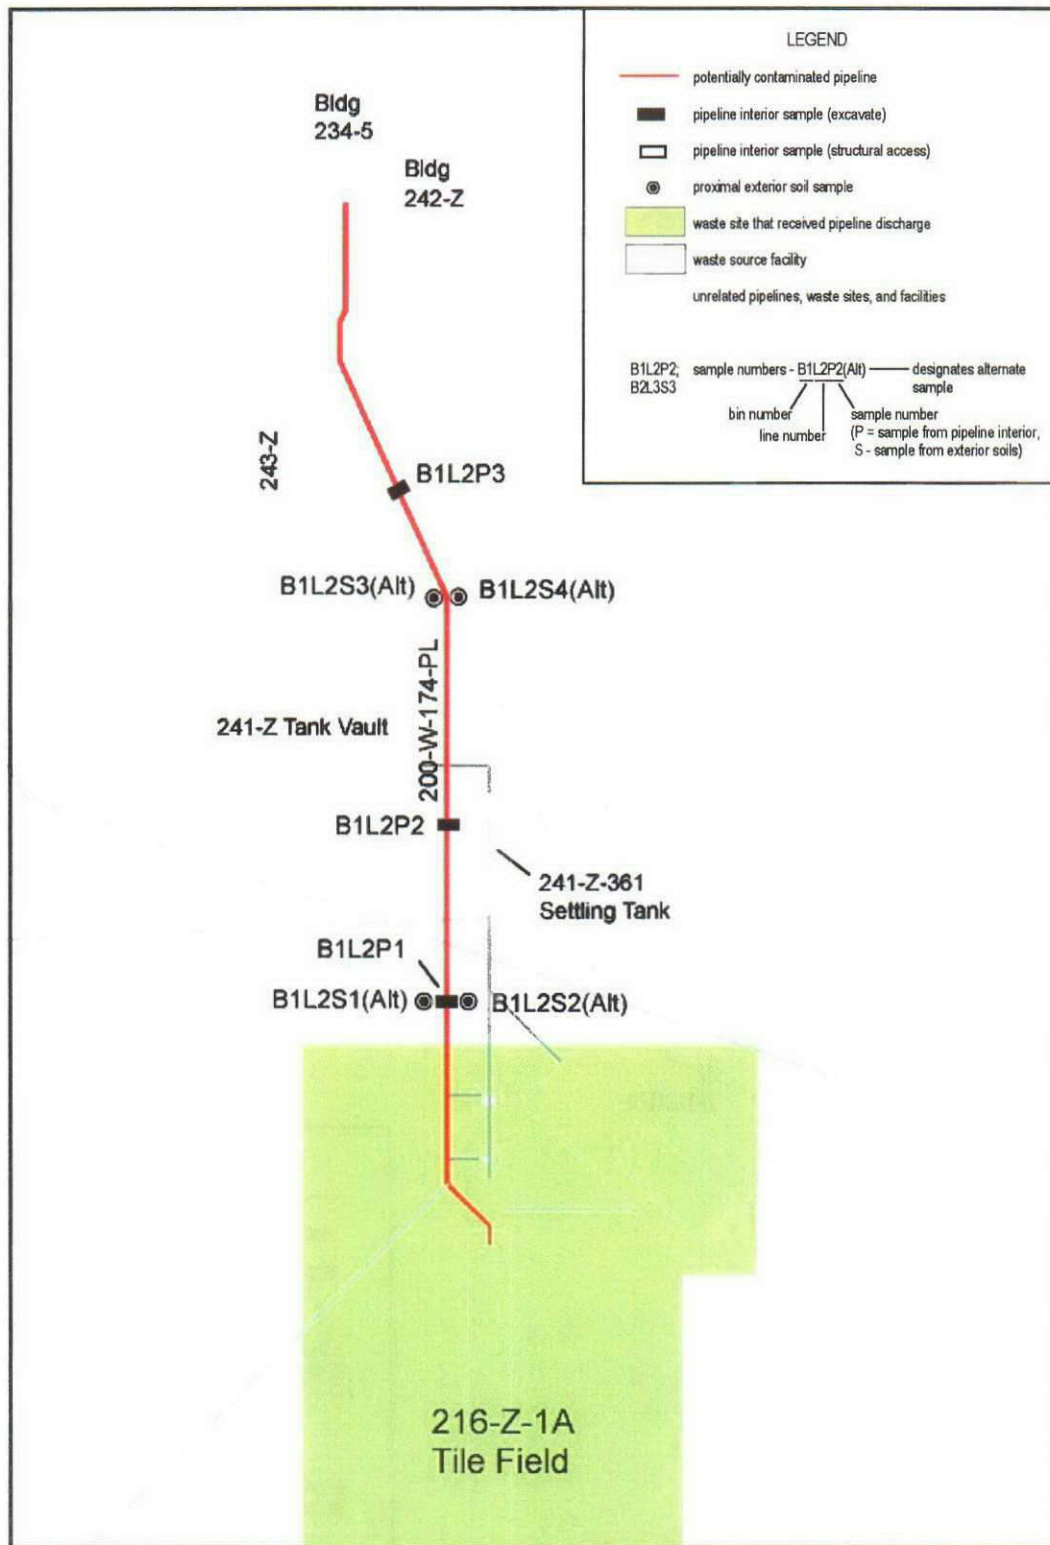 LEGEND
potentially contaminated pipeline
pipeline interior sample (excavate)
pipeline interior sample (structural access)
proximal exterior soil sample
waste site that received pipeline discharge
waste source facility
unrelated pipelines, waste sites, and facilities
B1L2P2; sample numbers - B1L2P2(Alt) designates alternate
B2L3S3 sample
bin number sample number
line number (P = sample from pipeline interior,
S - sample from exterior soils)
Bldg
234-5
Bldg
242-Z
243-Z
B1L2P3
B1L2S3(Alt) B1L2S4(Alt)
200-W-174-PL
241-Z Tank Vault
B1L2P2
241-Z-361
Settling Tank
B1L2P1
B1L2S1(Alt) B1L2S2(Alt)
216-Z-1A
Tile Field